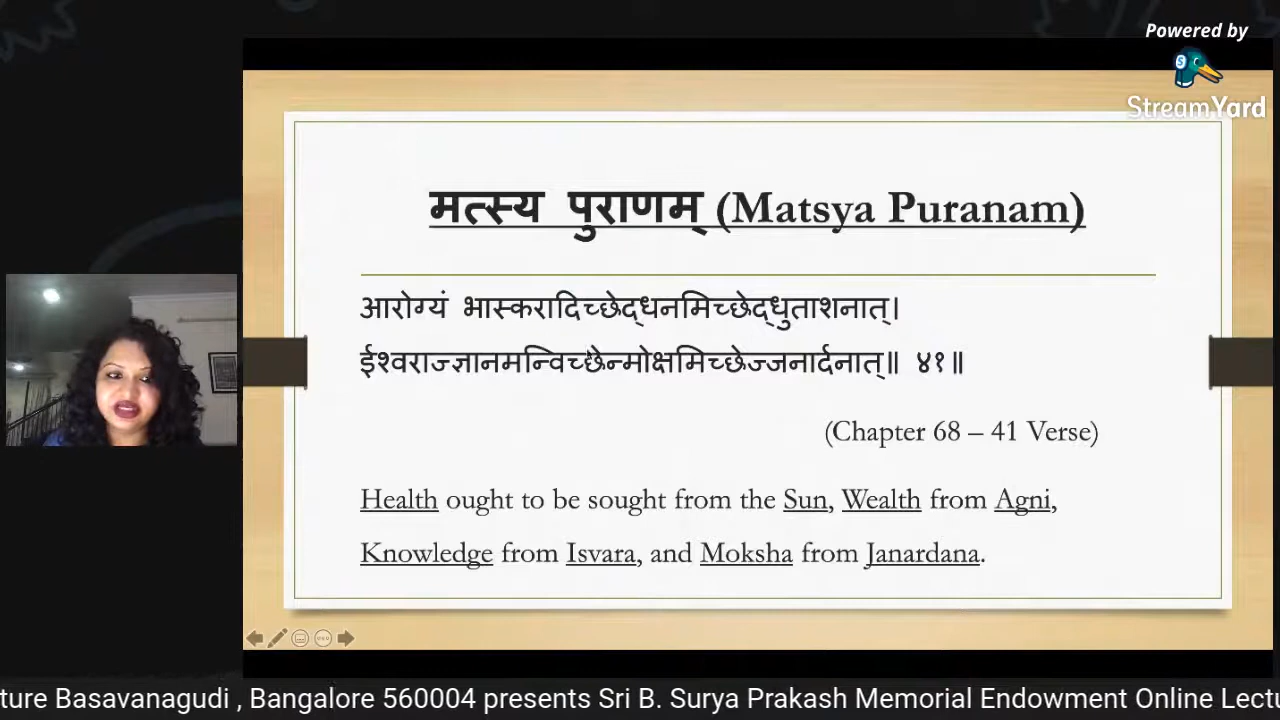 Powered by
StreamYard
मत्स्य पुराणम् (Matsya Puranam)
आरोग्यं भास्करादिच्छेद्धनमिच्छेद्धुताशनात्।
ईश्वराज्ज्ञानमन्विच्छेन्मोक्षमिच्छेज्जनार्दनात्॥ ४१॥
(Chapter 68 – 41 Verse)
Health ought to be sought from the Sun, Wealth from Agni,
Knowledge from Isvara, and Moksha from Janardana.
ture Basavanagudi , Bangalore 560004 presents Sri B. Surya Prakash Memorial Endowment Online Lectu